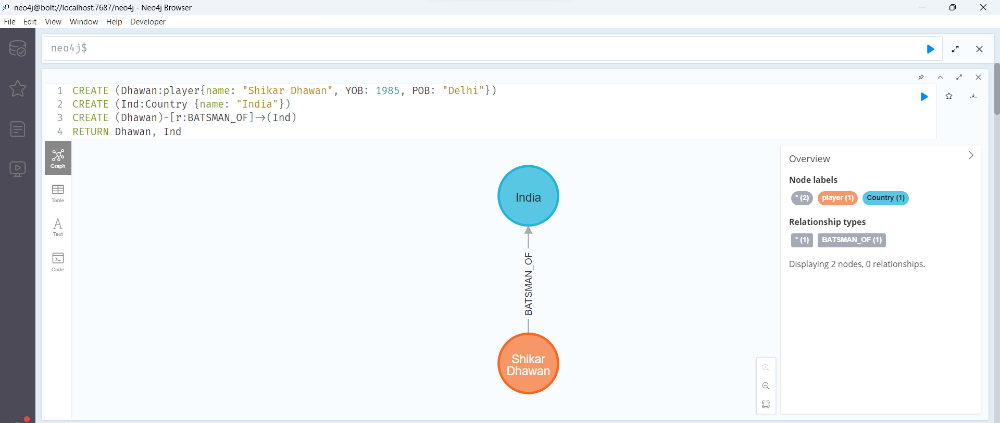 neo4j@bolt://localhost:7687/neo4j - Neo4j Browser
File Edit View Window Help Developer
neo4j$
1 CREATE (Dhawan:player{name: "Shikar Dhawan", YOB: 1985, POB: "Delhi"})
2 CREATE (Ind:Country {name: "India"})
3 CREATE (Dhawan)-[r:BATSMAN_OF]->(Ind)
4 RETURN Dhawan, Ind
Graph
Table
Text
Code
India
BATSMAN_OF
Shikar
Dhawan
Overview
Node labels
* (2) player (1) Country (1)
Relationship types
* (1) BATSMAN_OF (1)
Displaying 2 nodes, 0 relationships.